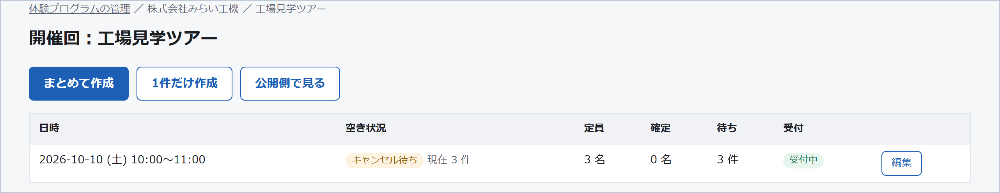 体験プログラムの管理 ／ 株式会社みらい工機 ／ 工場見学ツアー
開催回：工場見学ツアー
まとめて作成 1件だけ作成 公開側で見る
日時 空き状況 定員 確定 待ち 受付
2026-10-10 (土) 10:00～11:00 キャンセル待ち 現在 3 件 3 名 0 名 3 件 受付中 編集